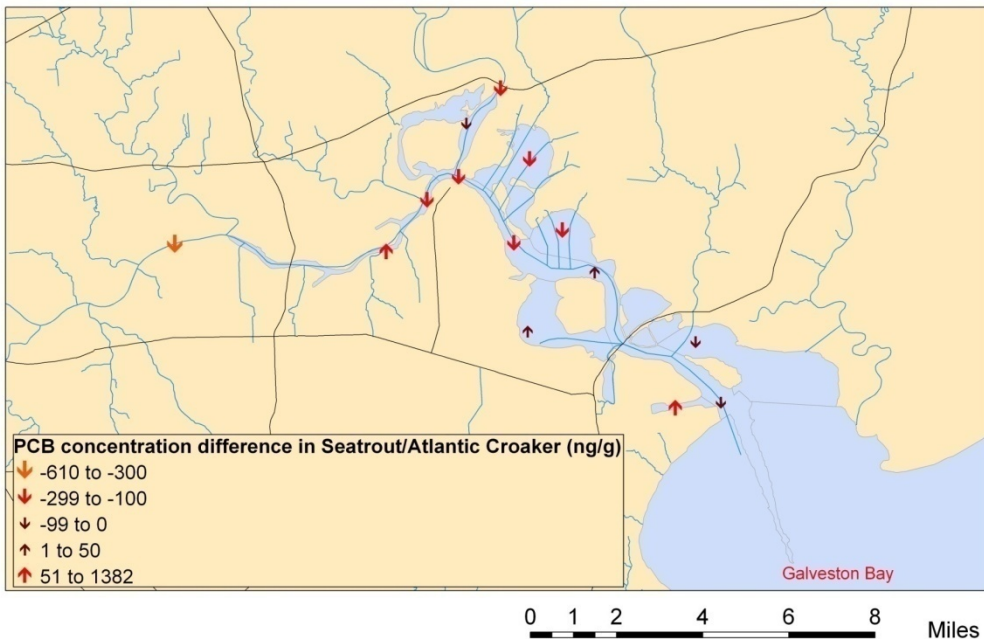 PCB concentration difference in Seatrout/Atlantic Croaker (ng/g)
-610 to -300
-299 to -100
-99 to 0
1 to 50
51 to 1382
Galveston Bay
0 1 2 4 6 8
Miles